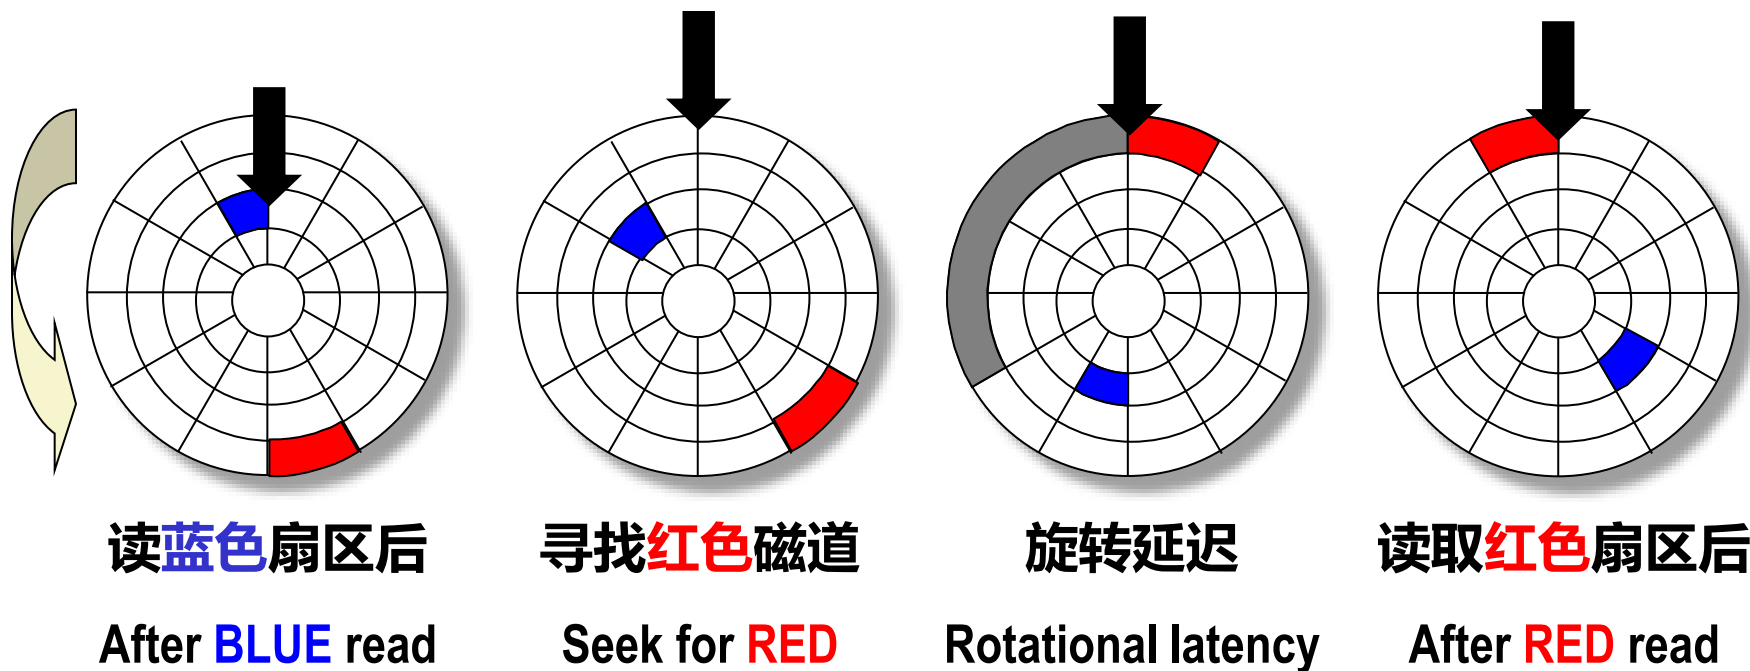 读蓝色扇区后
寻找红色磁道
旋转延迟
读取红色扇区后
After BLUE read
Seek for RED
Rotational latency
After RED read